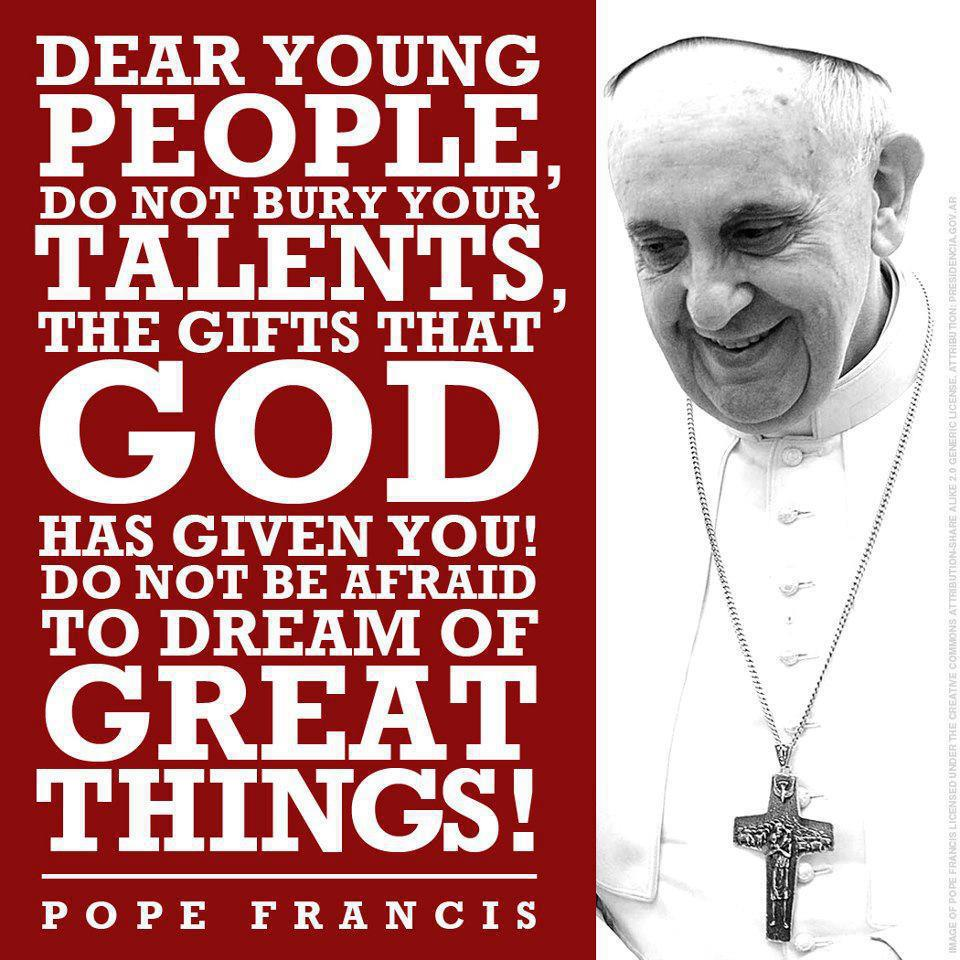 DEAR YOUNG
PEOPLE,
DO NOT BURY YOUR
TALENTS,
THE GIFTS THAT
GOD
HAS GIVEN YOU!
DO NOT BE AFRAID
TO DREAM OF
GREAT
THINGS!
POPE FRANCIS
IMAGE OF POPE FRANCIS LICENSED UNDER THE CREATIVE COMMONS ATTRIBUTION-SHARE ALIKE 2.0 GENERIC LICENSE. ATTRIBUTION: PRESIDENCIA.GOV.AR